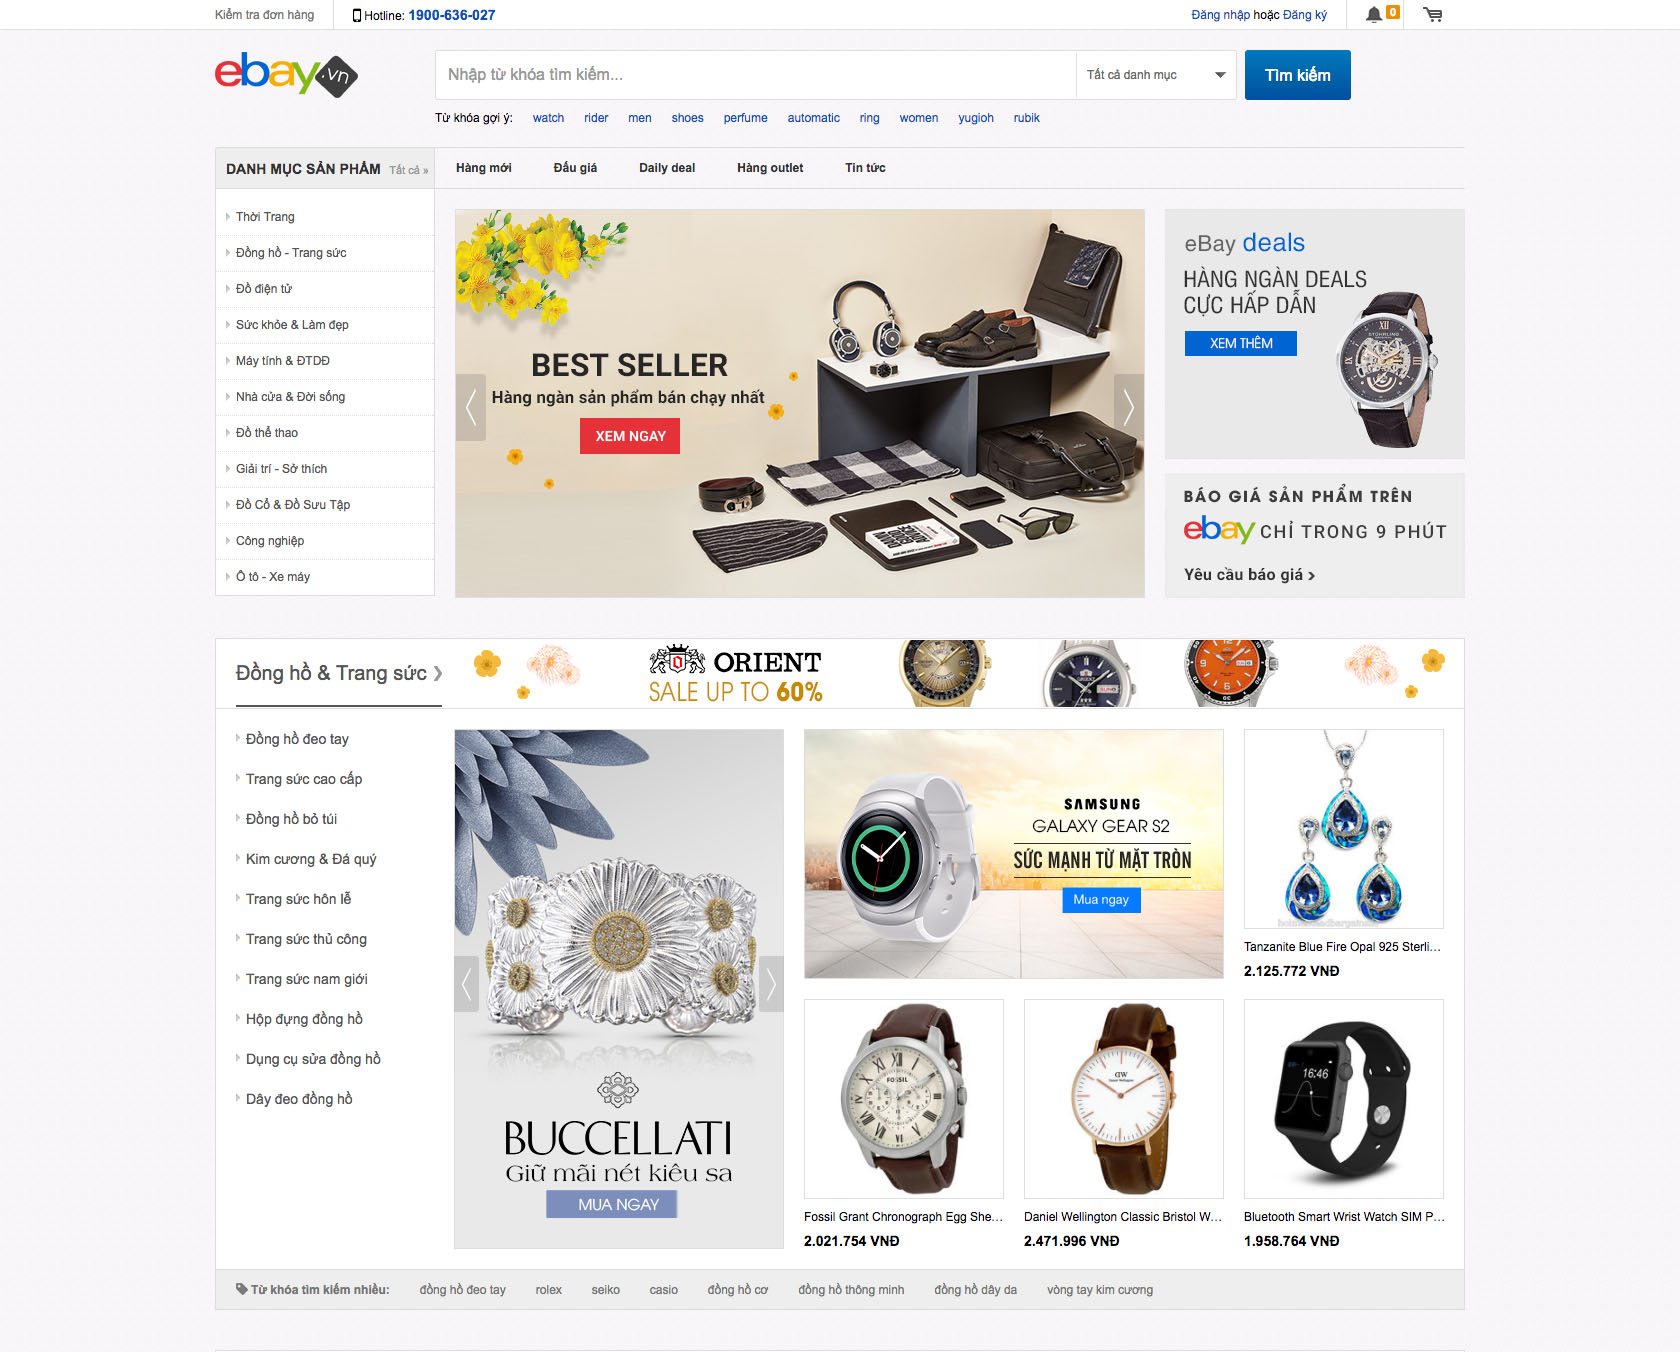 Kiểm tra đơn hàng
Hotline: 1900-636-027
Đăng nhập hoặc Đăng ký
0
ebay.vn
Nhập từ khóa tìm kiếm...
Tất cả danh mục
Tìm kiếm
Từ khóa gợi ý: watch rider men shoes perfume automatic ring women yugioh rubik
DANH MỤC SẢN PHẨM Tất cả »
Hàng mới Đấu giá Daily deal Hàng outlet Tin tức
Thời Trang
Đồng hồ - Trang sức
Đồ điện tử
Sức khỏe & Làm đẹp
Máy tính & ĐTDĐ
Nhà cửa & Đời sống
Đồ thể thao
Giải trí - Sở thích
Đồ Cổ & Đồ Sưu Tập
Công nghiệp
Ô tô - Xe máy
BEST SELLER
Hàng ngàn sản phẩm bán chạy nhất
XEM NGAY
eBay deals
HÀNG NGÀN DEALS
CỰC HẤP DẪN
XEM THÊM
STUHRLING
BÁO GIÁ SẢN PHẨM TRÊN
ebay CHỈ TRONG 9 PHÚT
Yêu cầu báo giá ›
Đồng hồ & Trang sức ❯
ORIENT
SALE UP TO 60%
Đồng hồ đeo tay
Trang sức cao cấp
Đồng hồ bỏ túi
Kim cương & Đá quý
Trang sức hôn lễ
Trang sức thủ công
Trang sức nam giới
Hộp đựng đồng hồ
Dụng cụ sửa đồng hồ
Dây đeo đồng hồ
BUCCELLATI
Giữ mãi nét kiêu sa
MUA NGAY
SAMSUNG
GALAXY GEAR S2
SỨC MẠNH TỪ MẶT TRÒN
Mua ngay
Tanzanite Blue Fire Opal 925 Sterli...
2.125.772 VNĐ
FOSSIL
DW
Daniel Wellington
16:46
Fossil Grant Chronograph Egg She...
2.021.754 VNĐ
Daniel Wellington Classic Bristol W...
2.471.996 VNĐ
Bluetooth Smart Wrist Watch SIM P...
1.958.764 VNĐ
Từ khóa tìm kiếm nhiều: đồng hồ đeo tay rolex seiko casio đồng hồ cơ đồng hồ thông minh đồng hồ dây da vòng tay kim cương